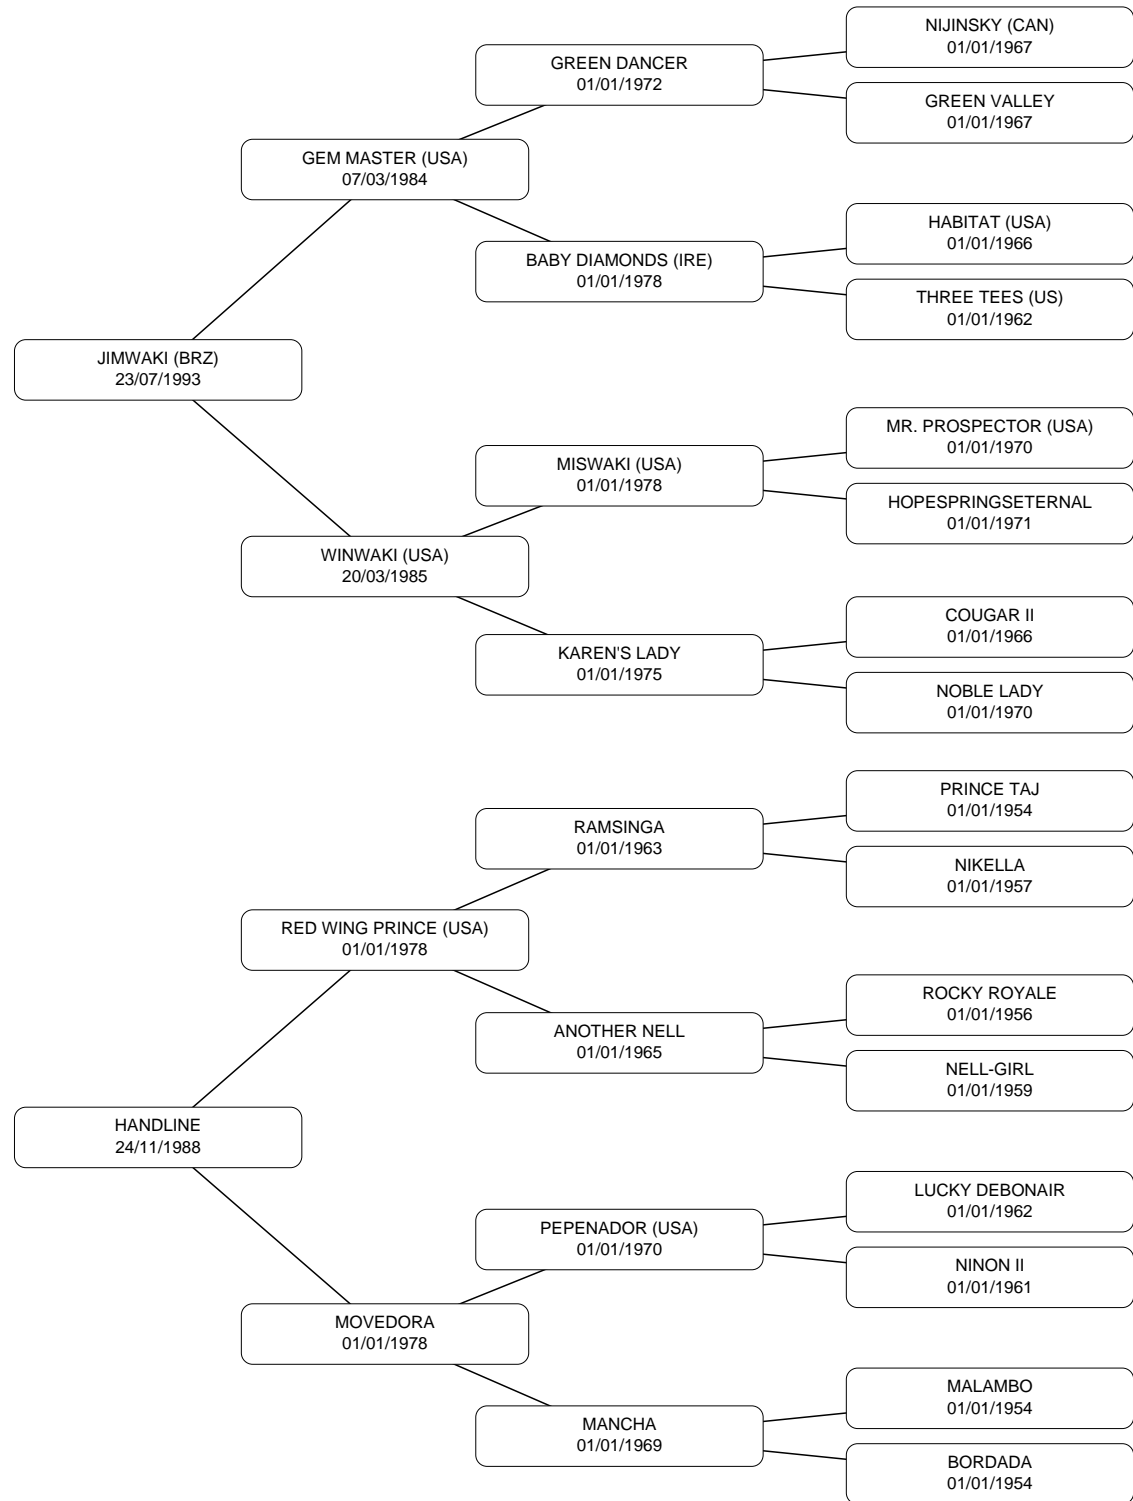 NIJINSKY (CAN)
01/01/1967
GREEN DANCER
01/01/1972
GREEN VALLEY
01/01/1967
GEM MASTER (USA)
07/03/1984
HABITAT (USA)
01/01/1966
BABY DIAMONDS (IRE)
01/01/1978
THREE TEES (US)
01/01/1962
JIMWAKI (BRZ)
23/07/1993
MR. PROSPECTOR (USA)
01/01/1970
MISWAKI (USA)
01/01/1978
HOPESPRINGSETERNAL
01/01/1971
WINWAKI (USA)
20/03/1985
COUGAR II
01/01/1966
KAREN'S LADY
01/01/1975
NOBLE LADY
01/01/1970
PRINCE TAJ
01/01/1954
RAMSINGA
01/01/1963
NIKELLA
01/01/1957
RED WING PRINCE (USA)
01/01/1978
ROCKY ROYALE
01/01/1956
ANOTHER NELL
01/01/1965
NELL-GIRL
01/01/1959
HANDLINE
24/11/1988
LUCKY DEBONAIR
01/01/1962
PEPENADOR (USA)
01/01/1970
NINON II
01/01/1961
MOVEDORA
01/01/1978
MALAMBO
01/01/1954
MANCHA
01/01/1969
BORDADA
01/01/1954